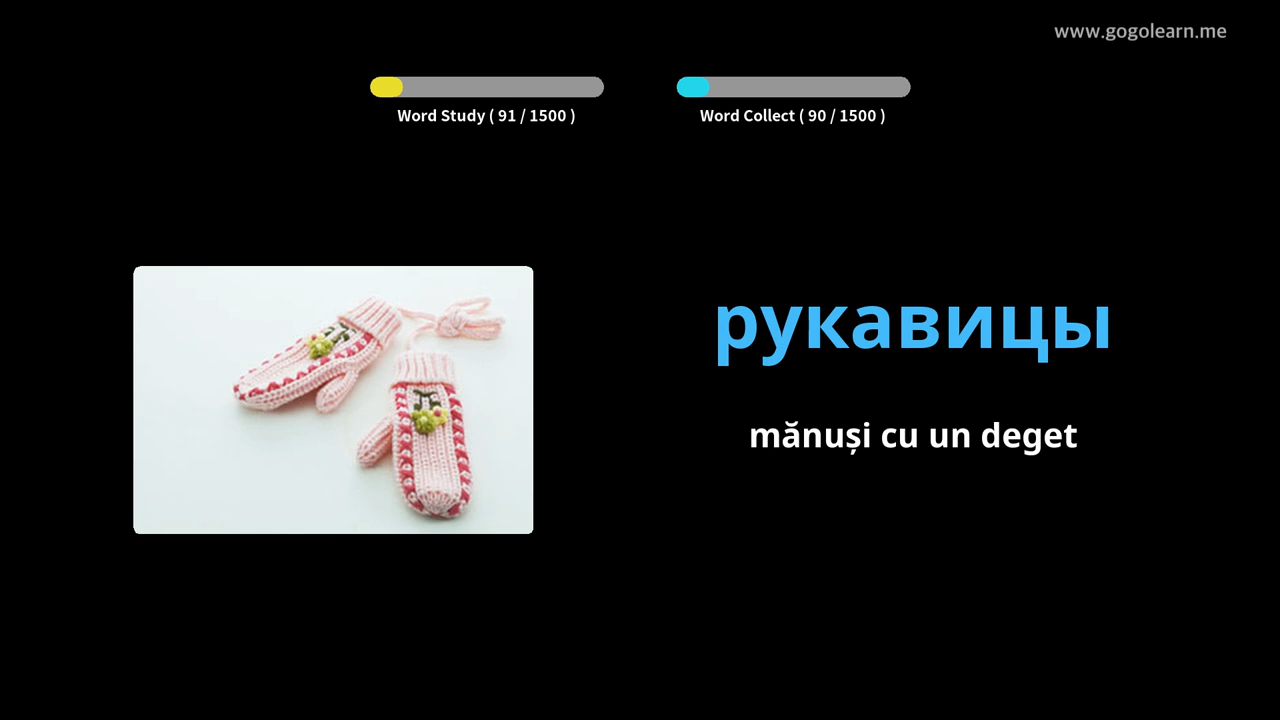 www.gogolearn.me
Word Study ( 91 / 1500 )
Word Collect ( 90 / 1500 )
рукавицы
mănuși cu un deget